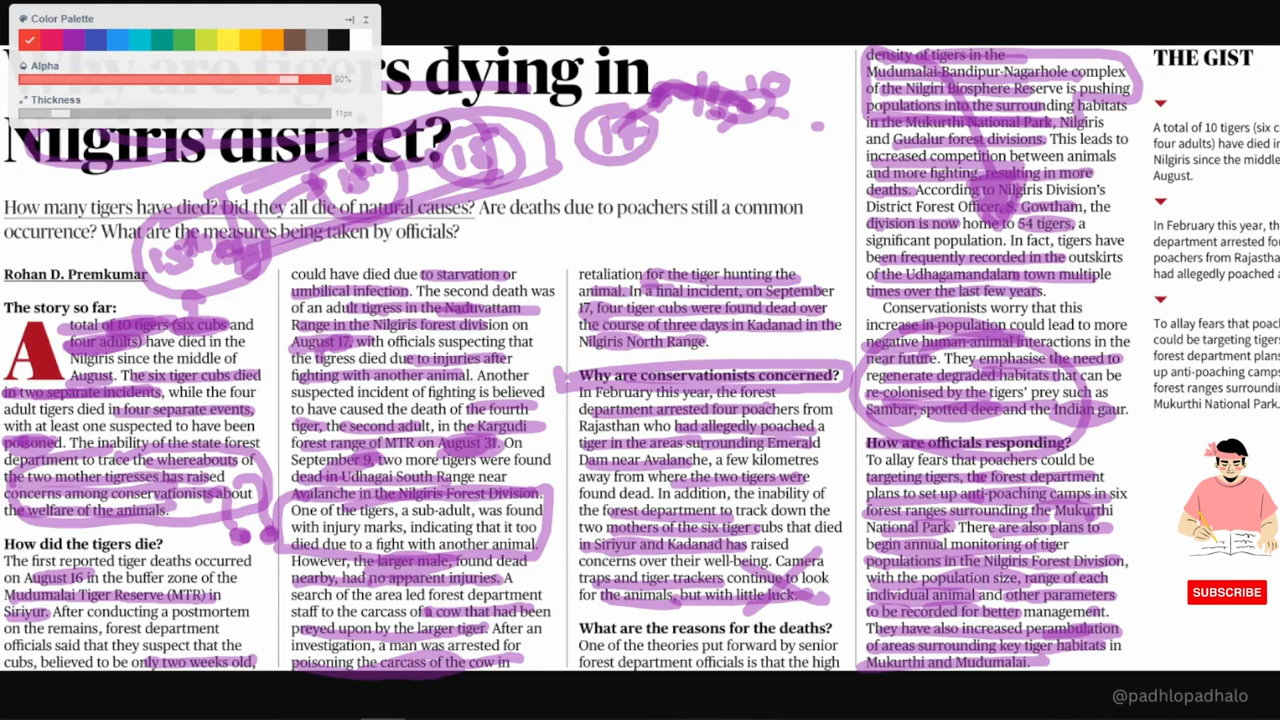 Color Palette
Alpha
90%
Thickness
11px
Why are tigers dying in
Nilgiris district?
How many tigers have died? Did they all die of natural causes? Are deaths due to poachers still a common
occurrence? What are the measures being taken by officials?
Rohan D. Premkumar
The story so far:
A total of 10 tigers (six cubs and
four adults) have died in the
Nilgiris since the middle of
August. The six tiger cubs died
in two separate incidents, while the four
adult tigers died in four separate events,
with at least one suspected to have been
poisoned. The inability of the state forest
department to trace the whereabouts of
the two mother tigresses has raised
concerns among conservationists about
the welfare of the animals.
How did the tigers die?
The first reported tiger deaths occurred
on August 16 in the buffer zone of the
Mudumalai Tiger Reserve (MTR) in
Siriyur. After conducting a postmortem
on the remains, forest department
officials said that they suspect that the
cubs, believed to be only two weeks old,
could have died due to starvation or
umbilical infection. The second death was
of an adult tigress in the Naduvattam
Range in the Nilgiris forest division on
August 17, with officials suspecting that
the tigress died due to injuries after
fighting with another animal. Another
suspected incident of fighting is believed
to have caused the death of the fourth
tiger, the second adult, in the Kargudi
forest range of MTR on August 31. On
September 9, two more tigers were found
dead in Udhagai South Range near
Avalanche in the Nilgiris Forest Division.
One of the tigers, a sub-adult, was found
with injury marks, indicating that it too
died due to a fight with another animal.
However, the larger male, found dead
nearby, had no apparent injuries. A
search of the area led forest department
staff to the carcass of a cow that had been
preyed upon by the larger tiger. After an
investigation, a man was arrested for
poisoning the carcass of the cow in
retaliation for the tiger hunting the
animal. In a final incident, on September
17, four tiger cubs were found dead over
the course of three days in Kadanad in the
Nilgiris North Range.
Why are conservationists concerned?
In February this year, the forest
department arrested four poachers from
Rajasthan who had allegedly poached a
tiger in the areas surrounding Emerald
Dam near Avalanche, a few kilometres
away from where the two tigers were
found dead. In addition, the inability of
the forest department to track down the
two mothers of the six tiger cubs that died
in Siriyur and Kadanad has raised
concerns over their well-being. Camera
traps and tiger trackers continue to look
for the animals, but with little luck.
What are the reasons for the deaths?
One of the theories put forward by senior
forest department officials is that the high
density of tigers in the
Mudumalai-Bandipur-Nagarhole complex
of the Nilgiri Biosphere Reserve is pushing
populations into the surrounding habitats
in the Mukurthi National Park, Nilgiris
and Gudalur forest divisions. This leads to
increased competition between animals
and more fighting, resulting in more
deaths. According to Nilgiris Division's
District Forest Officer, S. Gowtham, the
division is now home to 54 tigers, a
significant population. In fact, tigers have
been frequently recorded in the outskirts
of the Udhagamandalam town multiple
times over the last few years.
Conservationists worry that this
increase in population could lead to more
negative human-animal interactions in the
near future. They emphasise the need to
regenerate degraded habitats that can be
re-colonised by the tigers' prey such as
Sambar, spotted deer and the Indian gaur.
How are officials responding?
To allay fears that poachers could be
targeting tigers, the forest department
plans to set up anti-poaching camps in six
forest ranges surrounding the Mukurthi
National Park. There are also plans to
begin annual monitoring of tiger
populations in the Nilgiris Forest Division,
with the population size, range of each
individual animal and other parameters
to be recorded for better management.
They have also increased perambulation
of areas surrounding key tiger habitats in
Mukurthi and Mudumalai.
THE GIST
A total of 10 tigers (six c
four adults) have died in
Nilgiris since the middle
August.
In February this year, th
department arrested fo
poachers from Rajasth
had allegedly poached a
To allay fears that poac
could be targeting tigers
forest department plans
up anti-poaching camps
forest ranges surroundin
Mukurthi National Park.
SUBSCRIBE
@padhlopadhalo